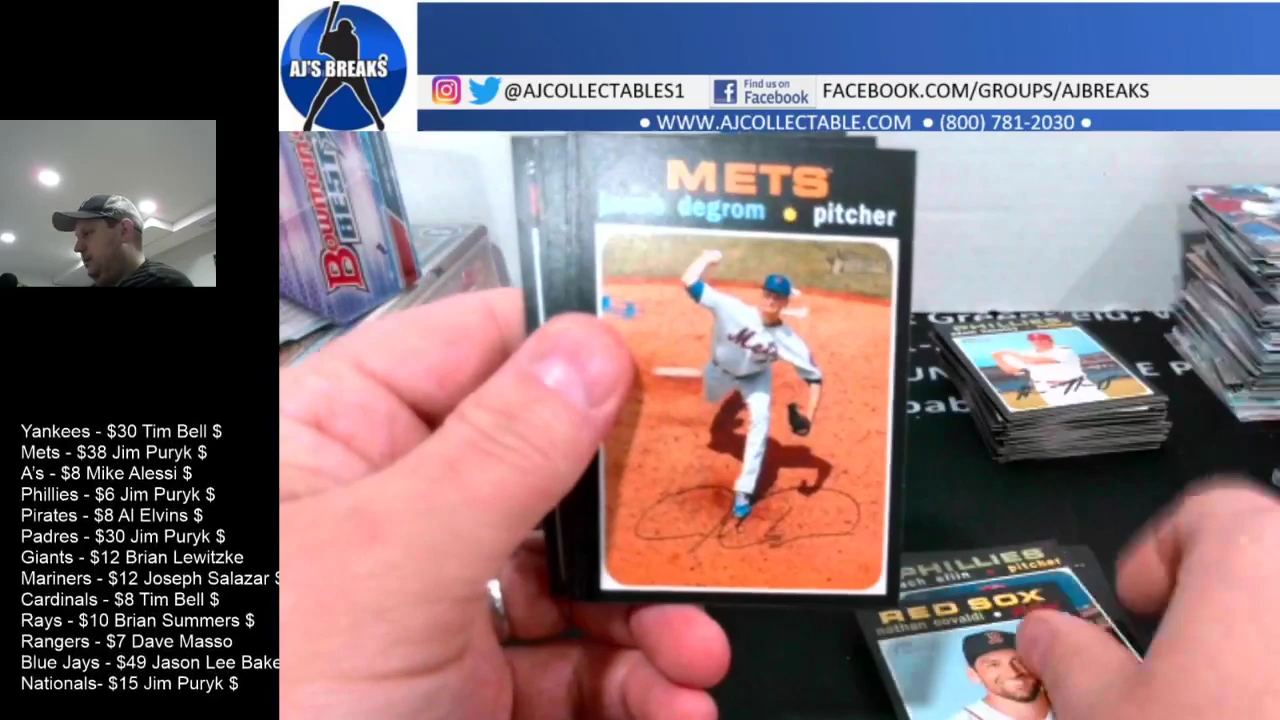 AJ'S BREAKS
@AJCOLLECTABLES1
Find us on
Facebook
FACEBOOK.COM/GROUPS/AJBREAKS
• WWW.AJCOLLECTABLE.COM • (800) 781-2030 •
BOWMAN'S
BEST
METS
jacob degrom • pitcher
Mets
PHILLIES
Yankees - $30 Tim Bell $
Mets - $38 Jim Puryk $
A's - $8 Mike Alessi $
Phillies - $6 Jim Puryk $
Pirates - $8 Al Elvins $
Padres - $30 Jim Puryk $
Giants - $12 Brian Lewitzke
Mariners - $12 Joseph Salazar $
Cardinals - $8 Tim Bell $
Rays - $10 Brian Summers $
Rangers - $7 Dave Masso
Blue Jays - $49 Jason Lee Bake
Nationals- $15 Jim Puryk $
PHILLIES
pitcher
RED SOX
nathan eovaldi